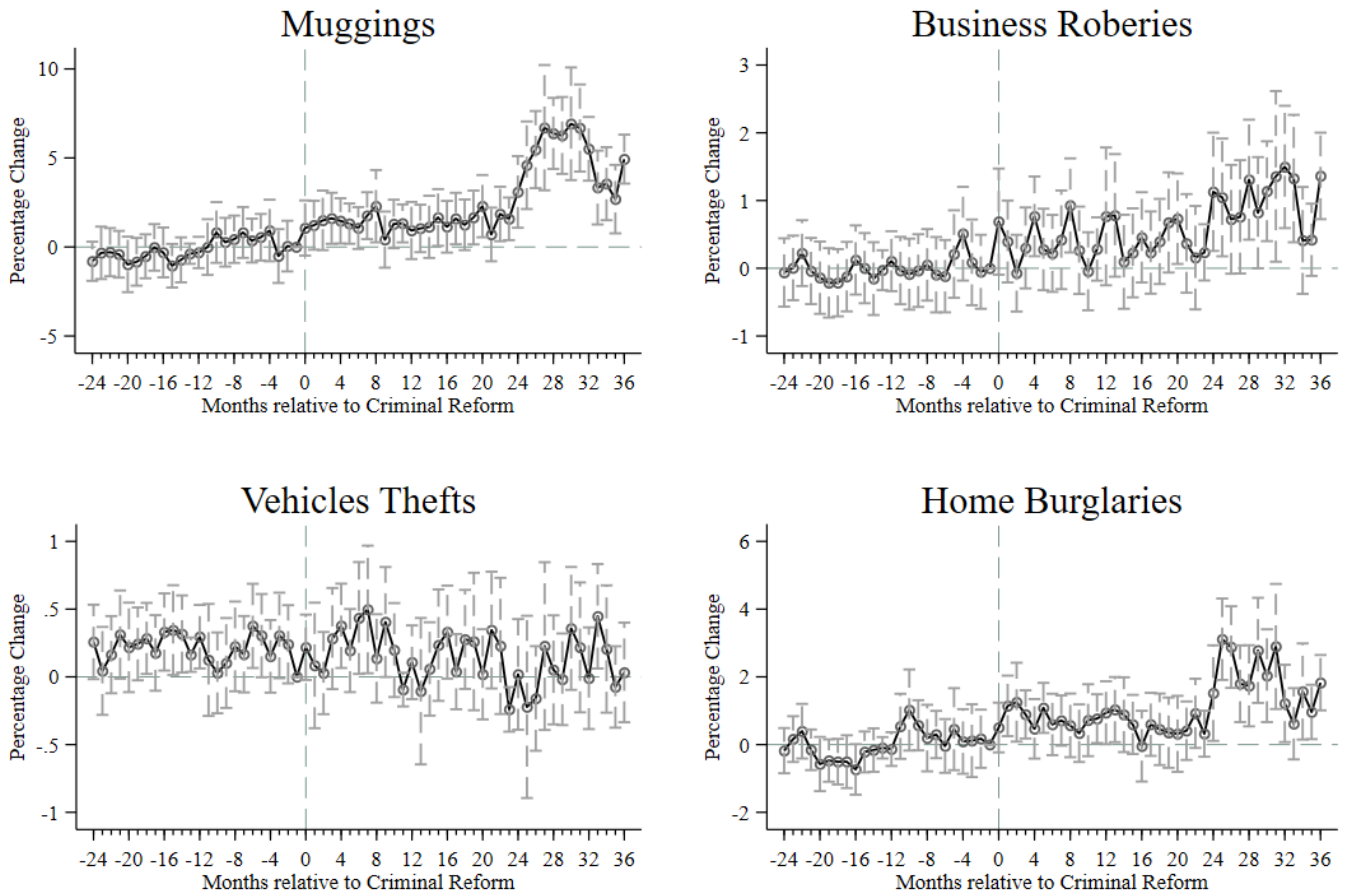 Muggings
Percentage Change
10
5
0
-5
-24 -20 -16 -12 -8 -4 0 4 8 12 16 20 24 28 32 36
Months relative to Criminal Reform
Business Roberies
Percentage Change
3
2
1
0
-1
-24 -20 -16 -12 -8 -4 0 4 8 12 16 20 24 28 32 36
Months relative to Criminal Reform
Vehicles Thefts
Percentage Change
1
.5
0
-.5
-1
-24 -20 -16 -12 -8 -4 0 4 8 12 16 20 24 28 32 36
Months relative to Criminal Reform
Home Burglaries
Percentage Change
6
4
2
0
-2
-24 -20 -16 -12 -8 -4 0 4 8 12 16 20 24 28 32 36
Months relative to Criminal Reform